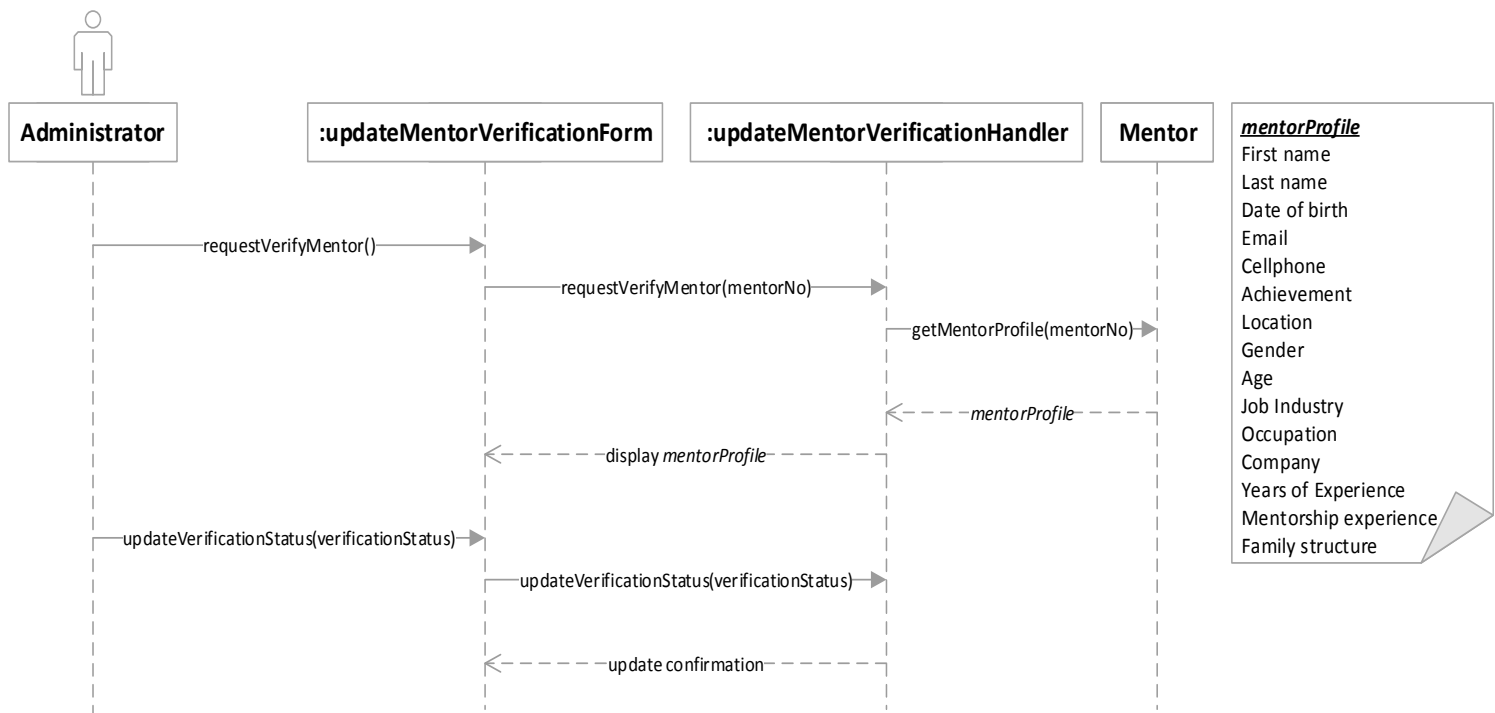 Administrator
:updateMentorVerificationForm
:updateMentorVerificationHandler
Mentor
mentorProfile
First name
Last name
Date of birth
Email
Cellphone
Achievement
Location
Gender
Age
Job Industry
Occupation
Company
Years of Experience
Mentorship experience
Family structure
requestVerifyMentor()
requestVerifyMentor(mentorNo)
getMentorProfile(mentorNo)
mentorProfile
display mentorProfile
updateVerificationStatus(verificationStatus)
updateVerificationStatus(verificationStatus)
update confirmation